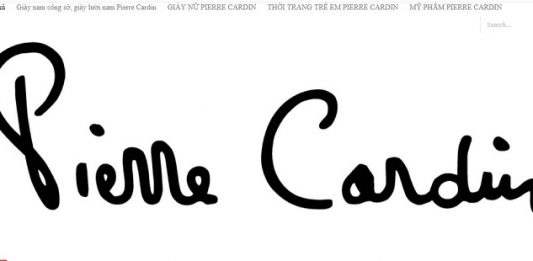 Giày nam công sở, giày lười nam Pierre Cardin GIÀY NỮ PIERRE CARDIN THỜI TRANG TRẺ EM PIERRE CARDIN MỸ PHẨM PIERRE CARDIN
Search...
Pierre Cardin